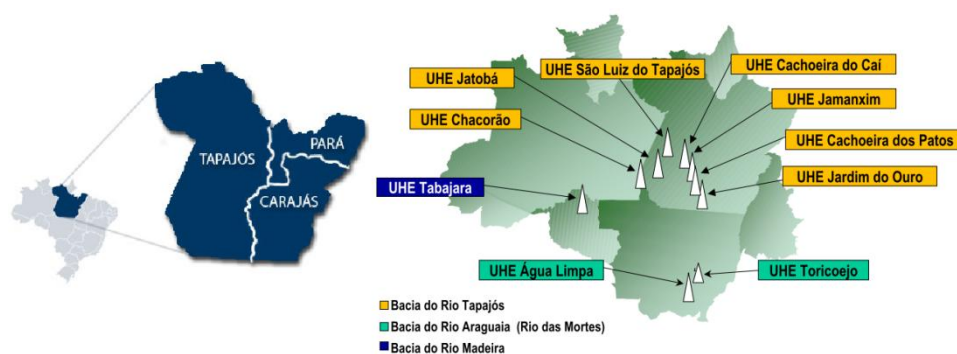 TAPAJÓS
PARÁ
CARAJÁS
UHE São Luiz do Tapajós
UHE Cachoeira do Caí
UHE Jatobá
UHE Jamanxim
UHE Chacorão
UHE Cachoeira dos Patos
UHE Tabajara
UHE Jardim do Ouro
UHE Água Limpa
UHE Toricoejo
Bacia do Rio Tapajós
Bacia do Rio Araguaia (Rio das Mortes)
Bacia do Rio Madeira